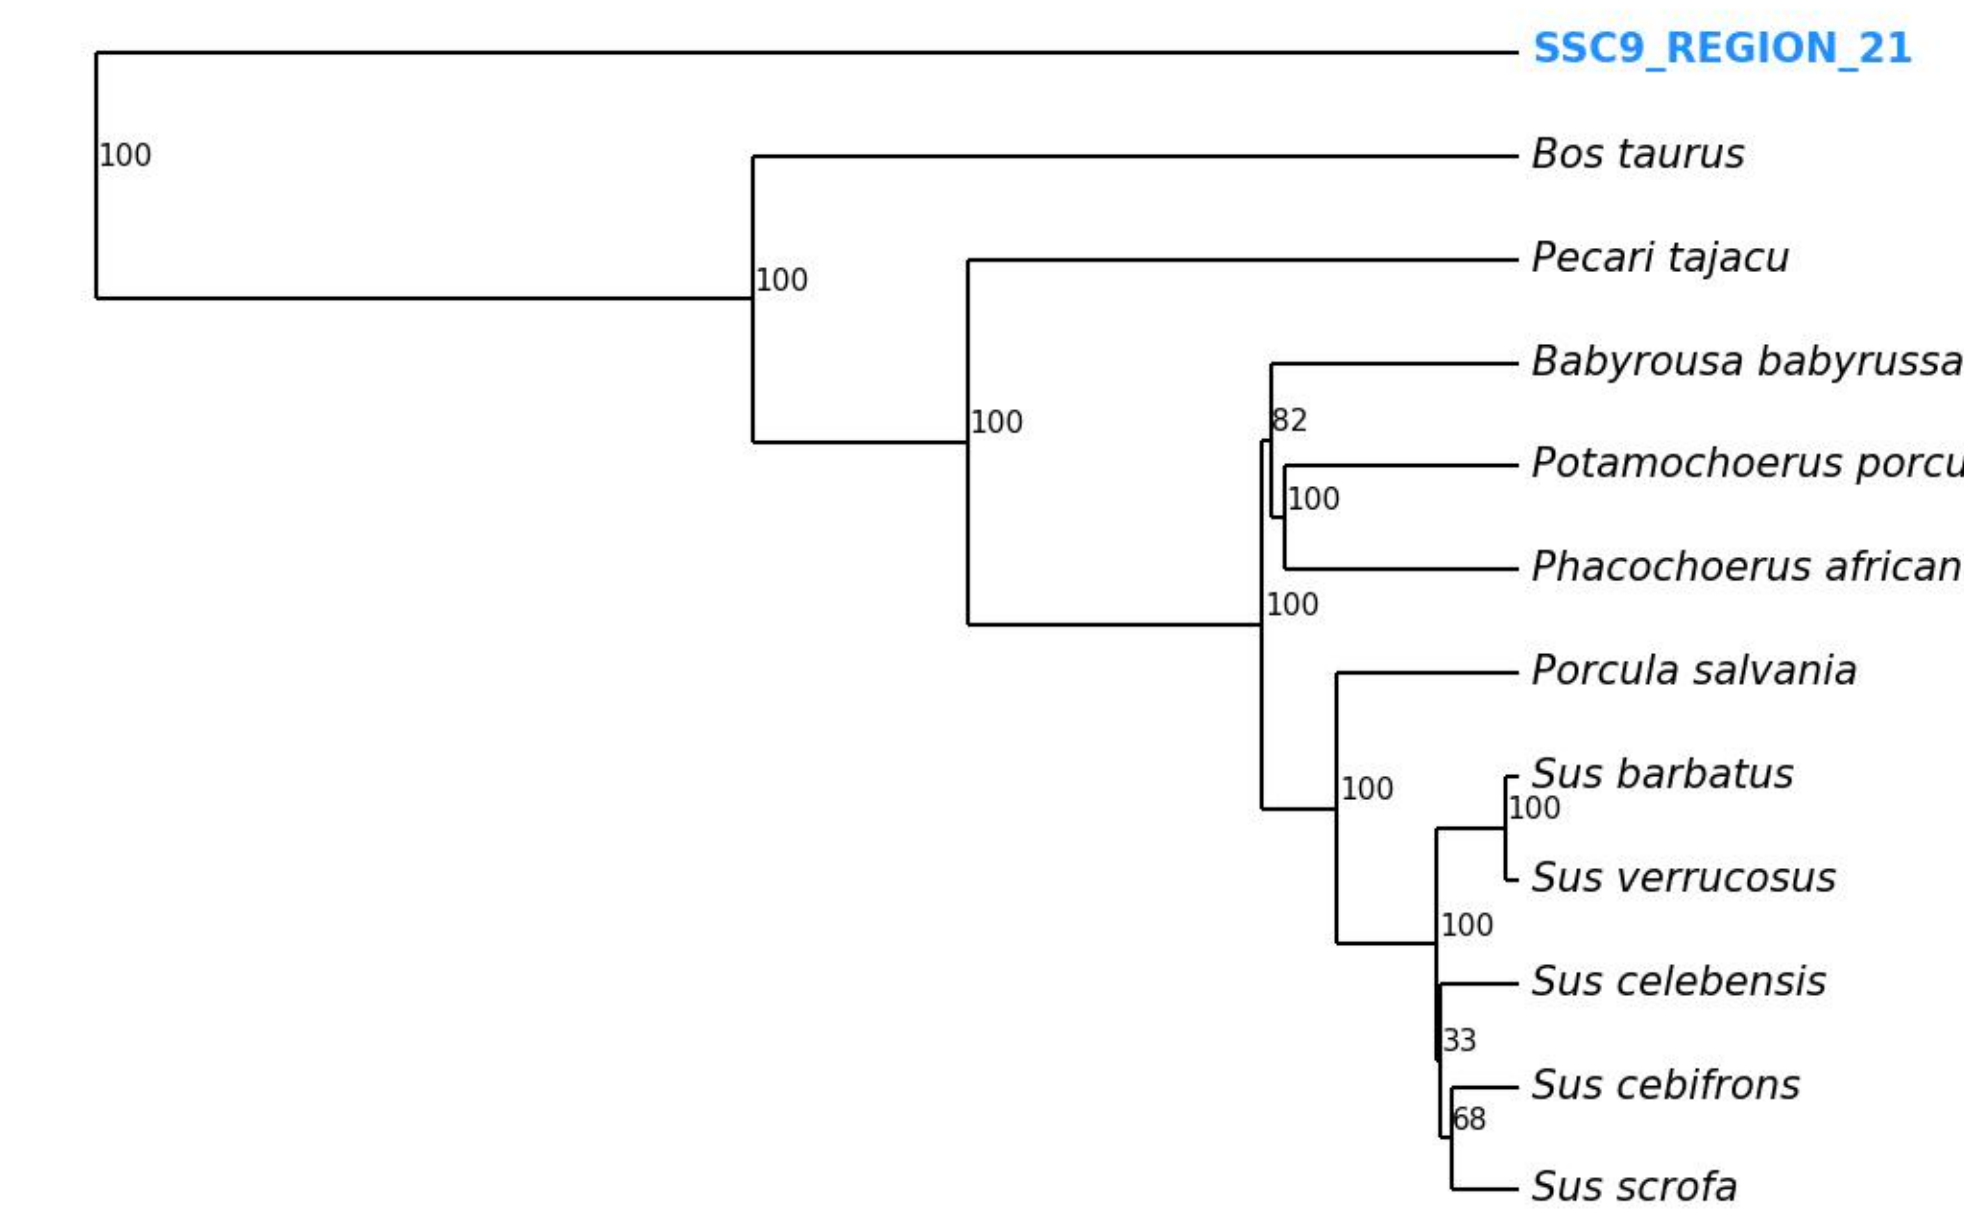 SSC9_REGION_21
100
Bos taurus
Pecari tajacu
100
Babyrousa babyrussa
82
100
Potamochoerus porcu
100
Phacochoerus african
100
Porcula salvania
Sus barbatus
100
100
Sus verrucosus
100
Sus celebensis
33
Sus cebifrons
68
Sus scrofa